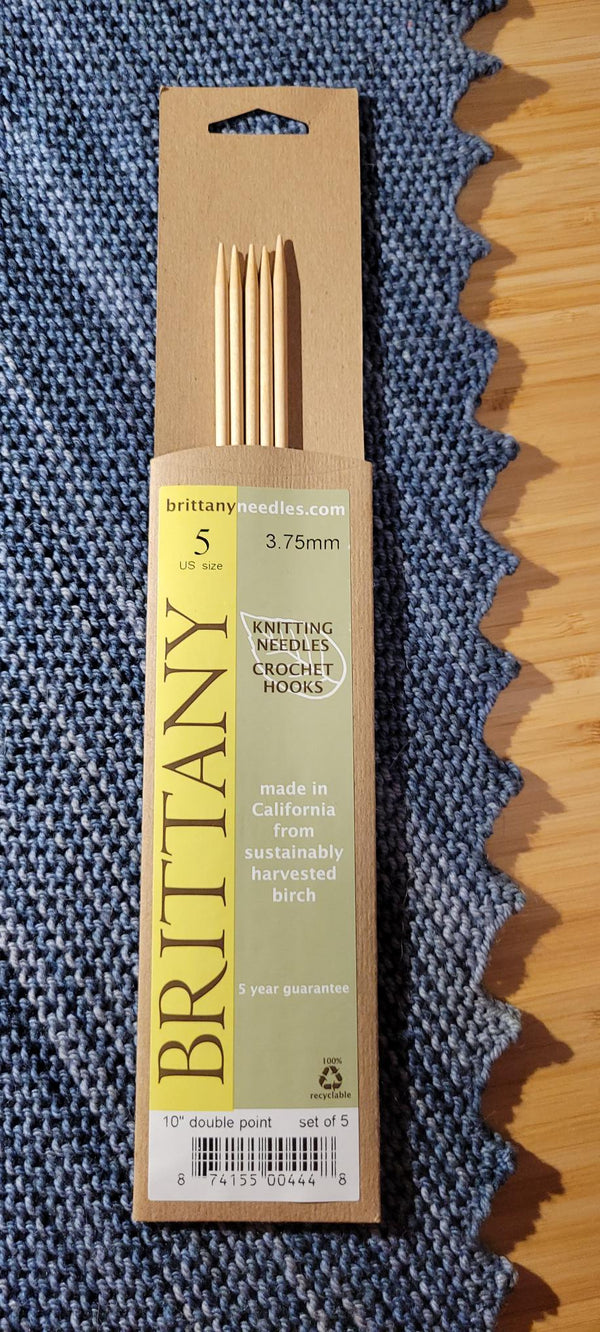 brittanyneedles.com
5
US size
3.75mm
BRITTANY
KNITTING
NEEDLES
CROCHET
HOOKS
made in
California
from
sustainably
harvested
birch
5 year guarantee
100%
recyclable
10" double point set of 5
8 74155 00444 8